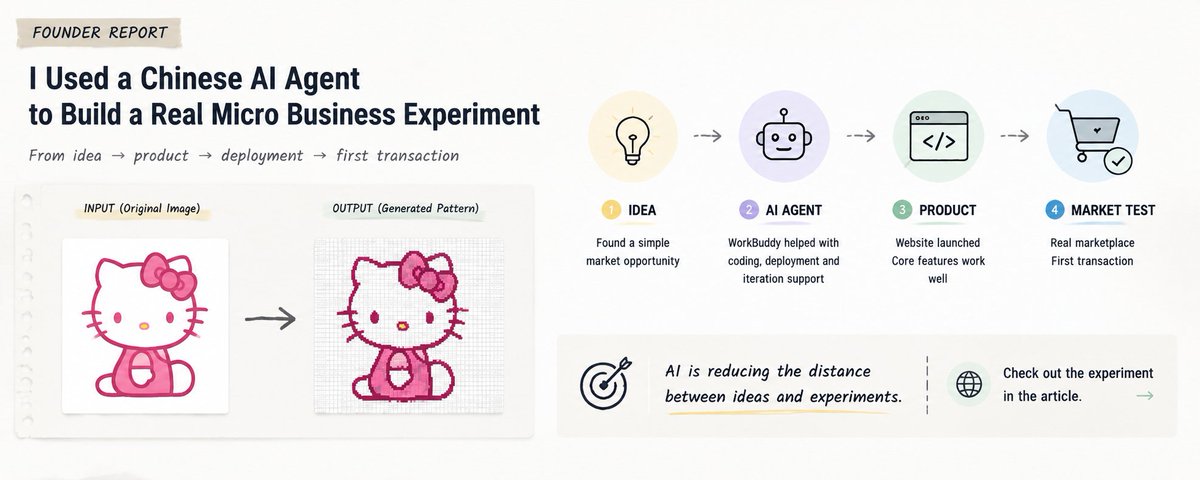 FOUNDER REPORT
I Used a Chinese AI Agent
to Build a Real Micro Business Experiment
From idea → product → deployment → first transaction
INPUT (Original Image)
OUTPUT (Generated Pattern)
1 IDEA
Found a simple
market opportunity
2 AI AGENT
WorkBuddy helped with
coding, deployment and
iteration support
</>
3 PRODUCT
Website launched
Core features work
well
4 MARKET TEST
Real marketplace
First transaction
AI is reducing the distance
between ideas and experiments.
Check out the experiment
in the article. →